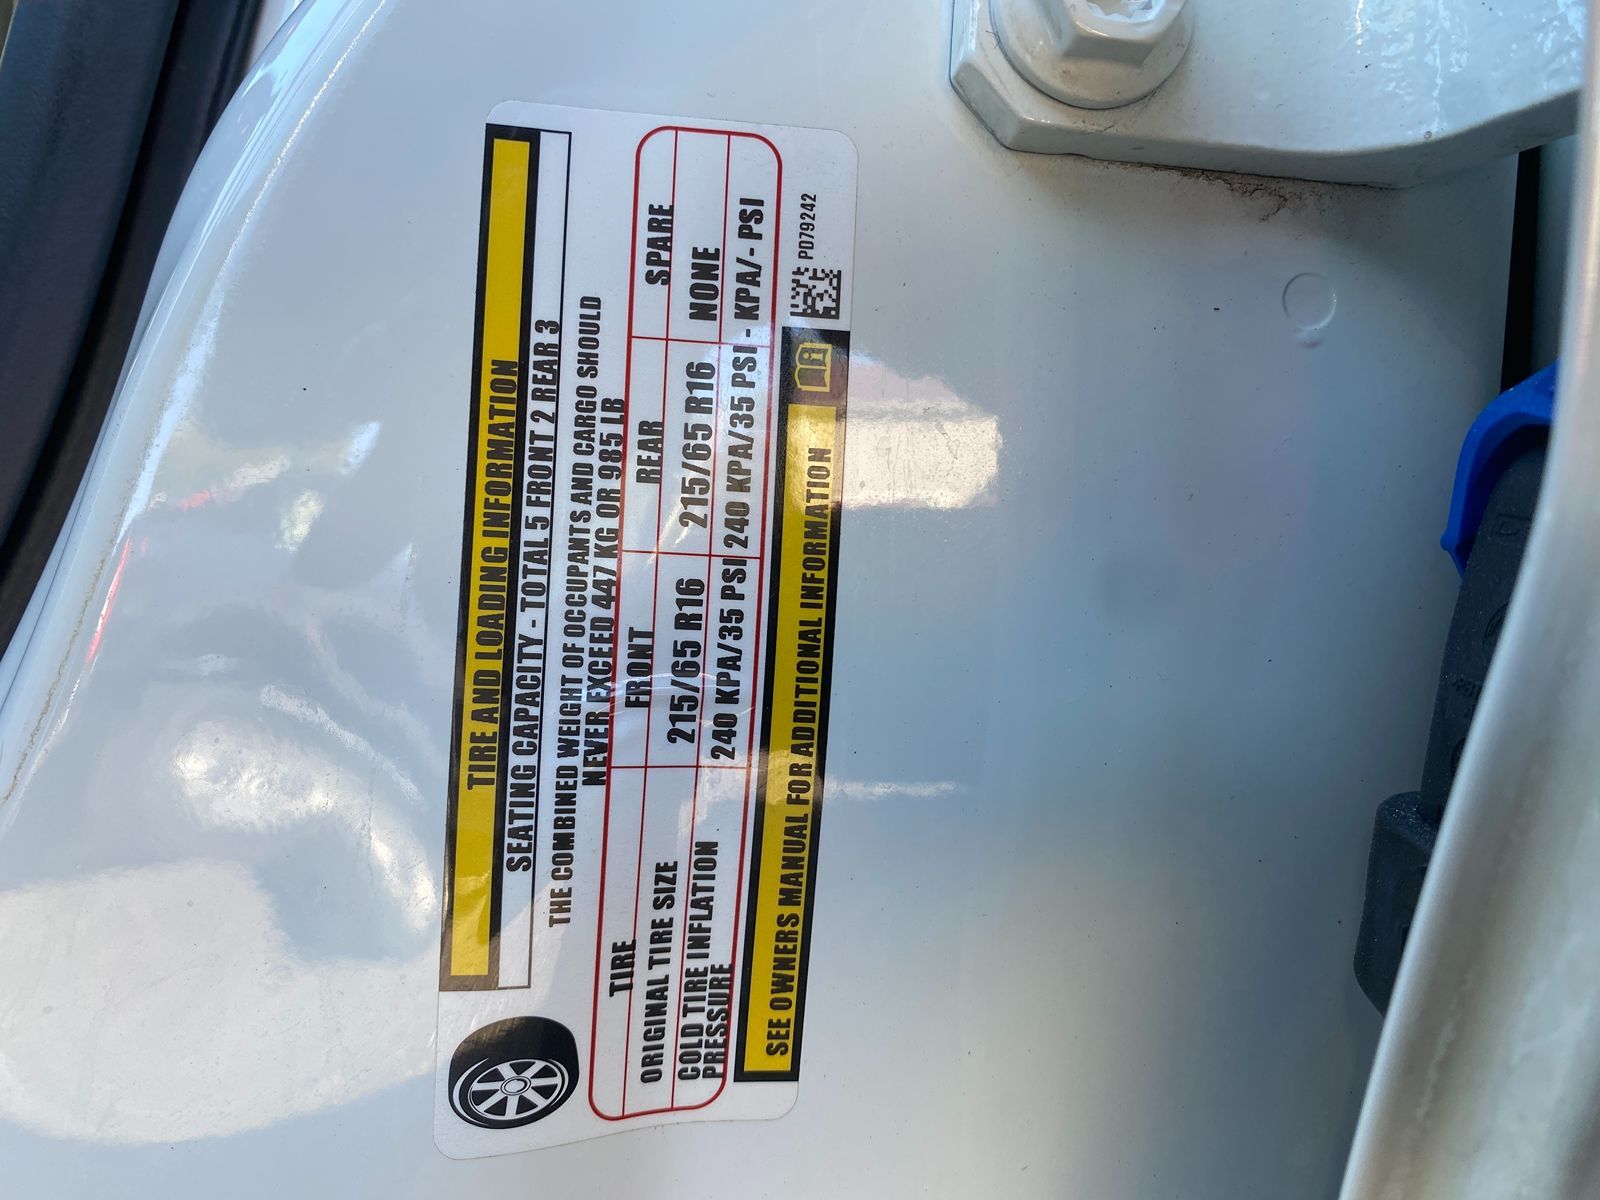 TIRE AND LOADING INFORMATION
SEATING CAPACITY - TOTAL 5 FRONT 2 REAR 3
THE COMBINED WEIGHT OF OCCUPANTS AND CARGO SHOULD
NEVER EXCEED 447 KG OR 985 LB
TIRE FRONT REAR SPARE
ORIGINAL TIRE SIZE 215/65 R16 215/65 R16 NONE
COLD TIRE INFLATION
PRESSURE 240 KPA/35 PSI 240 KPA/35 PSI - KPA/- PSI
SEE OWNERS MANUAL FOR ADDITIONAL INFORMATION
PD79242